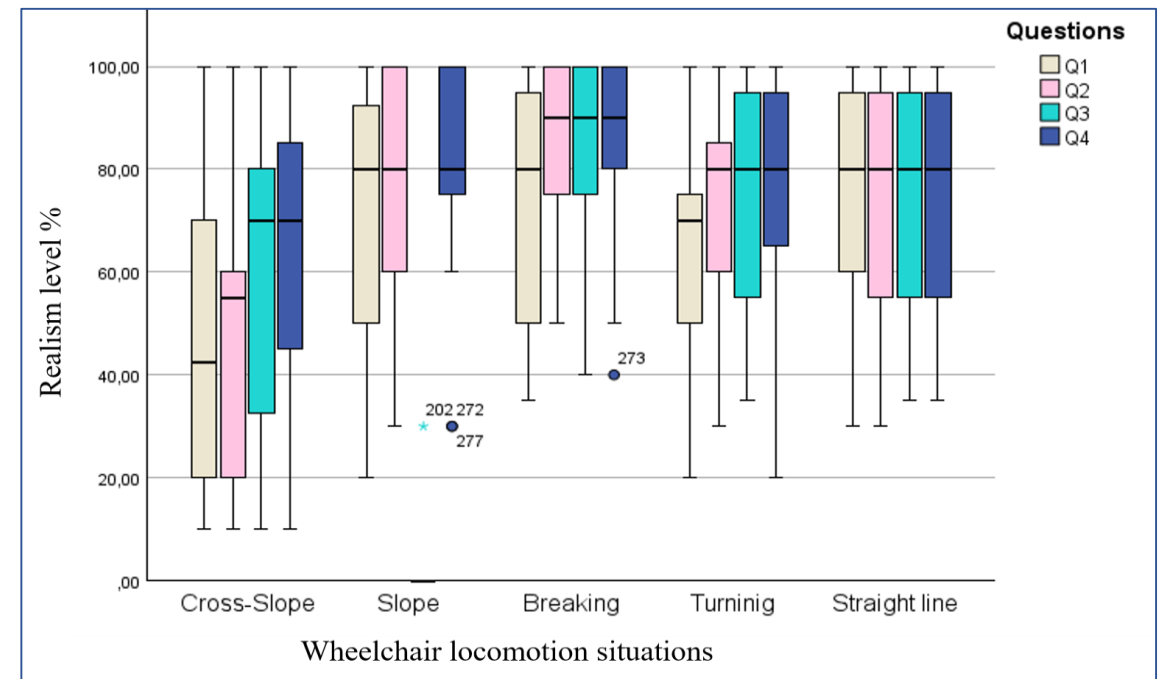 Questions
Q1
Q2
Q3
Q4
Realism level %
100,00
80,00
60,00
40,00
20,00
,00
273
202 272
277
Cross-Slope Slope Breaking Turninig Straight line
Wheelchair locomotion situations